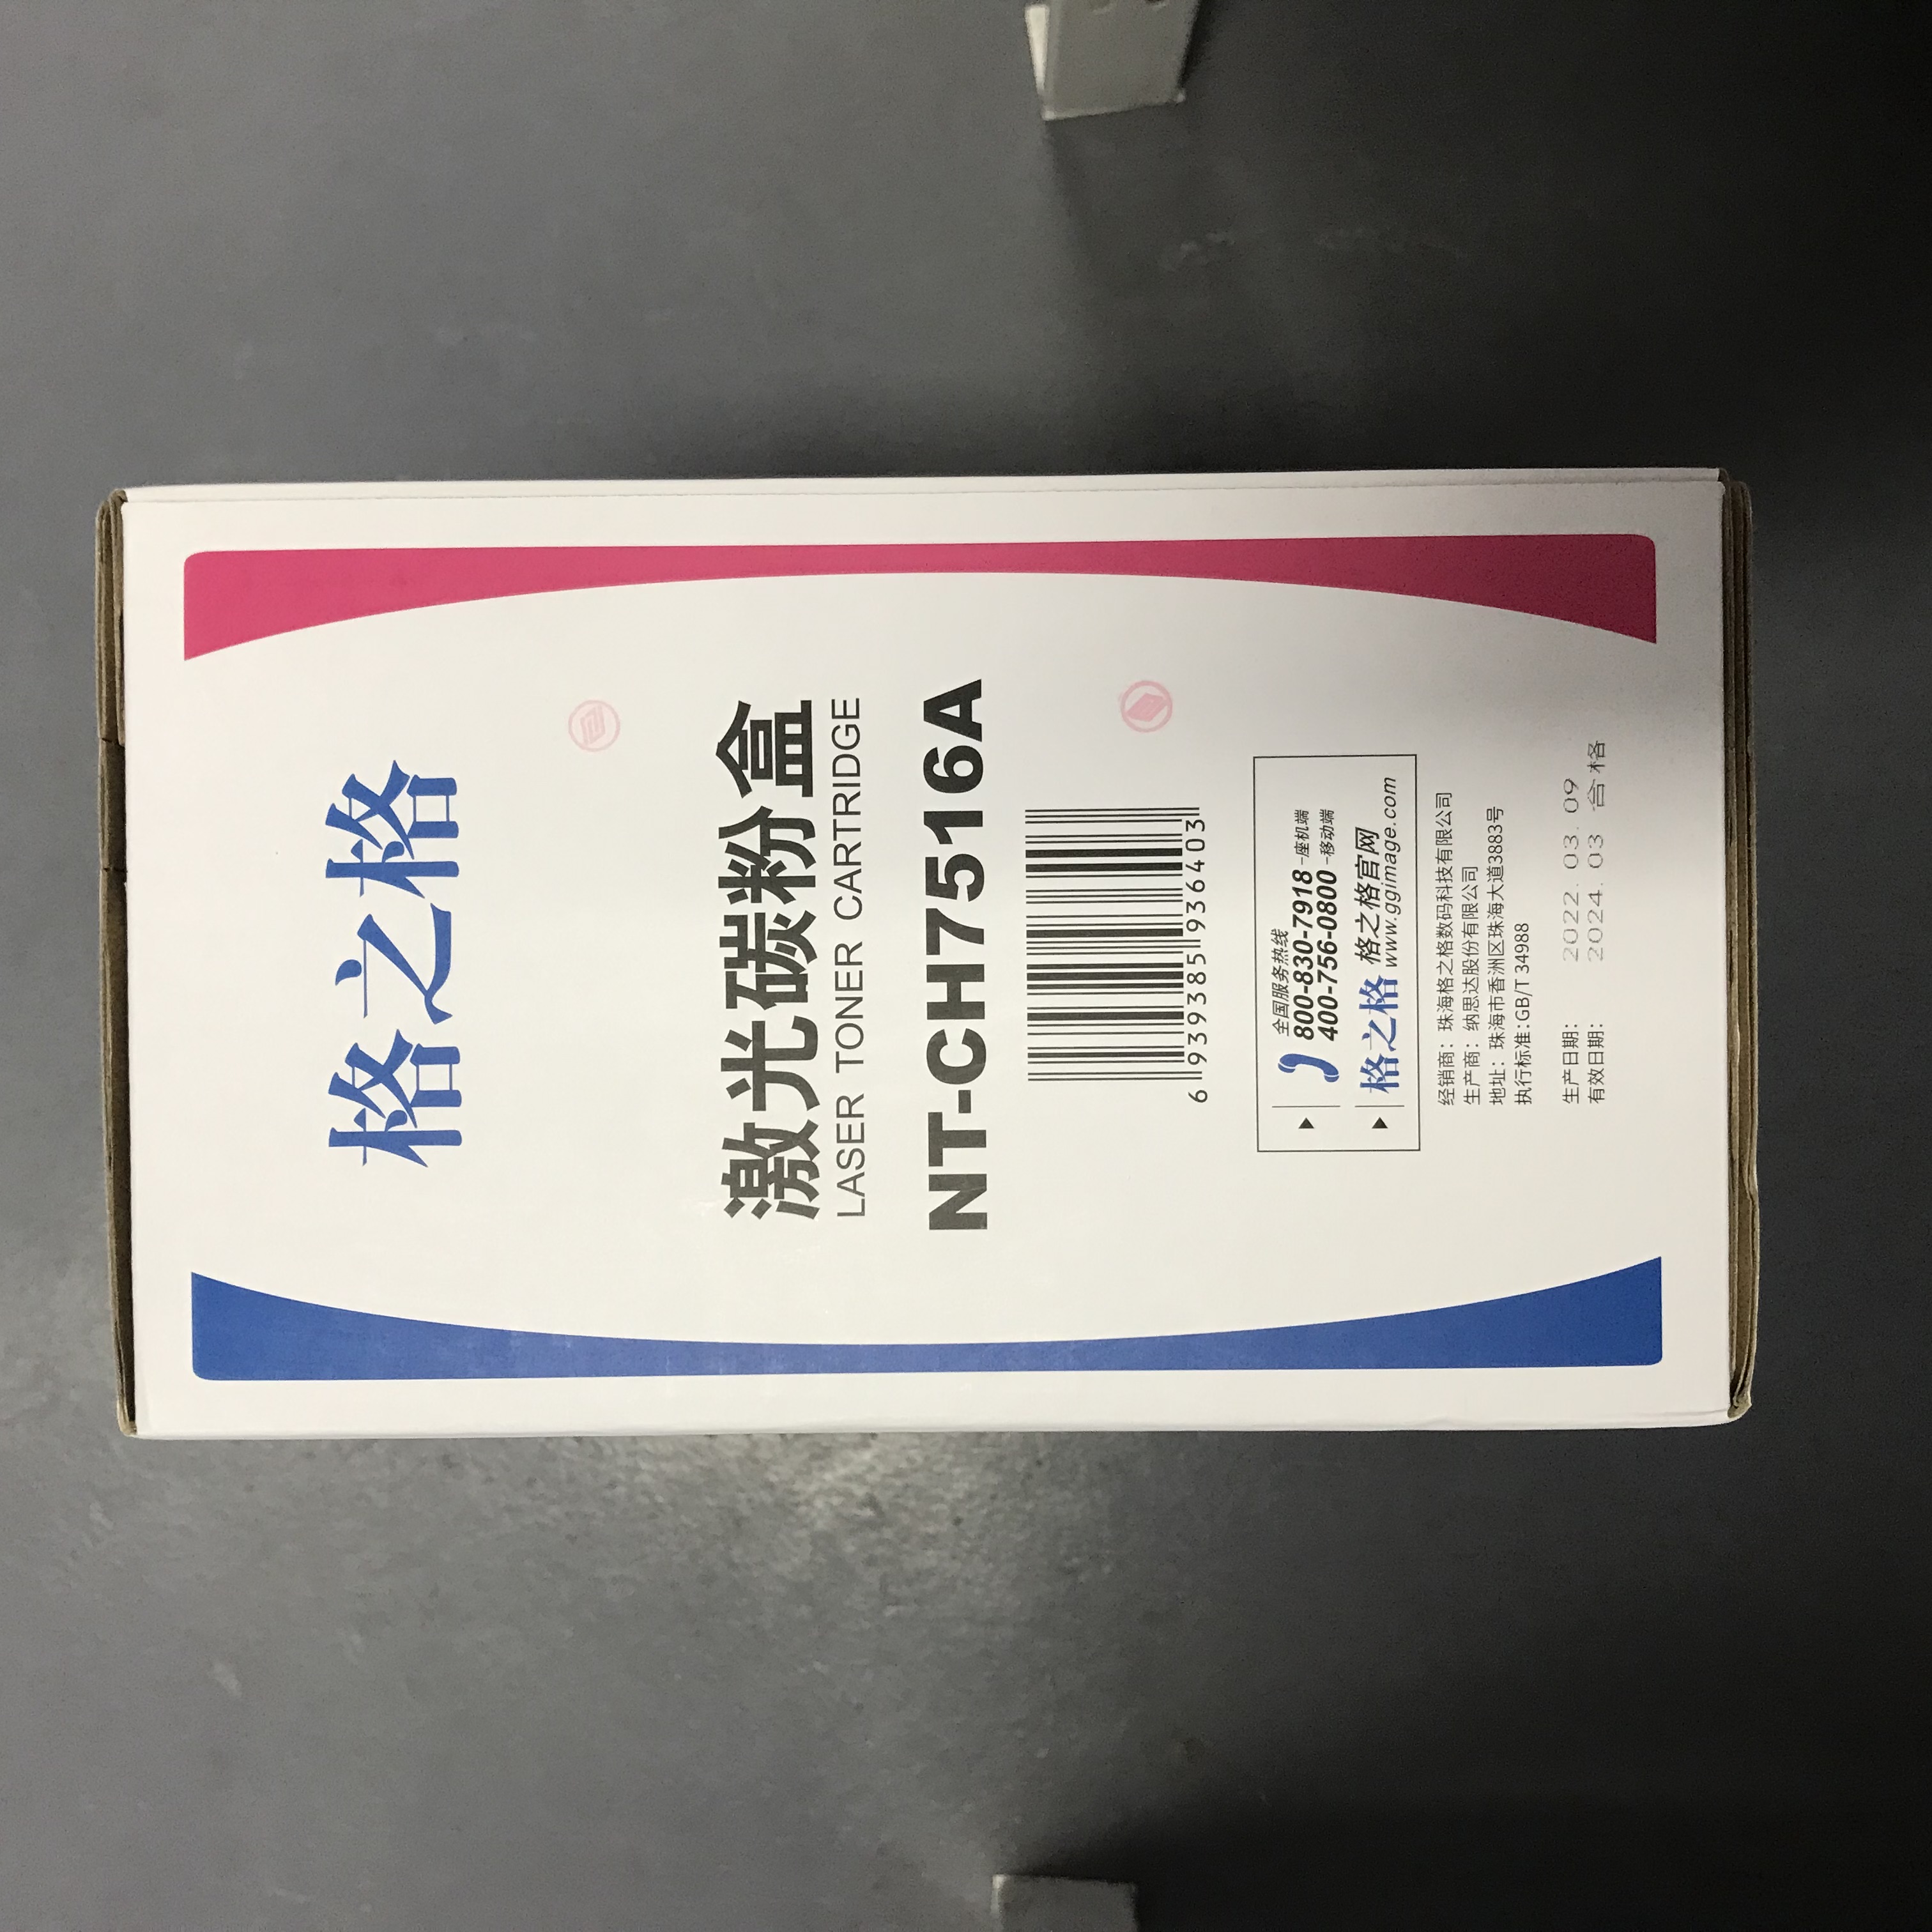 格之格
激光碳粉盒
LASER TONER CARTRIDGE
NT-CH7516A
6 939385 936403
全国服务热线
800-830-7918-座机端
400-756-0800-移动端
格之格 格之格官网
www.ggimage.com
经销商：珠海格之格数码科技有限公司
生产商：纳思达股份有限公司
地址：珠海市香洲区珠海大道3883号
执行标准:GB/T 34988
生产日期： 2022. 03. 09
有效日期： 2024. 03 合格